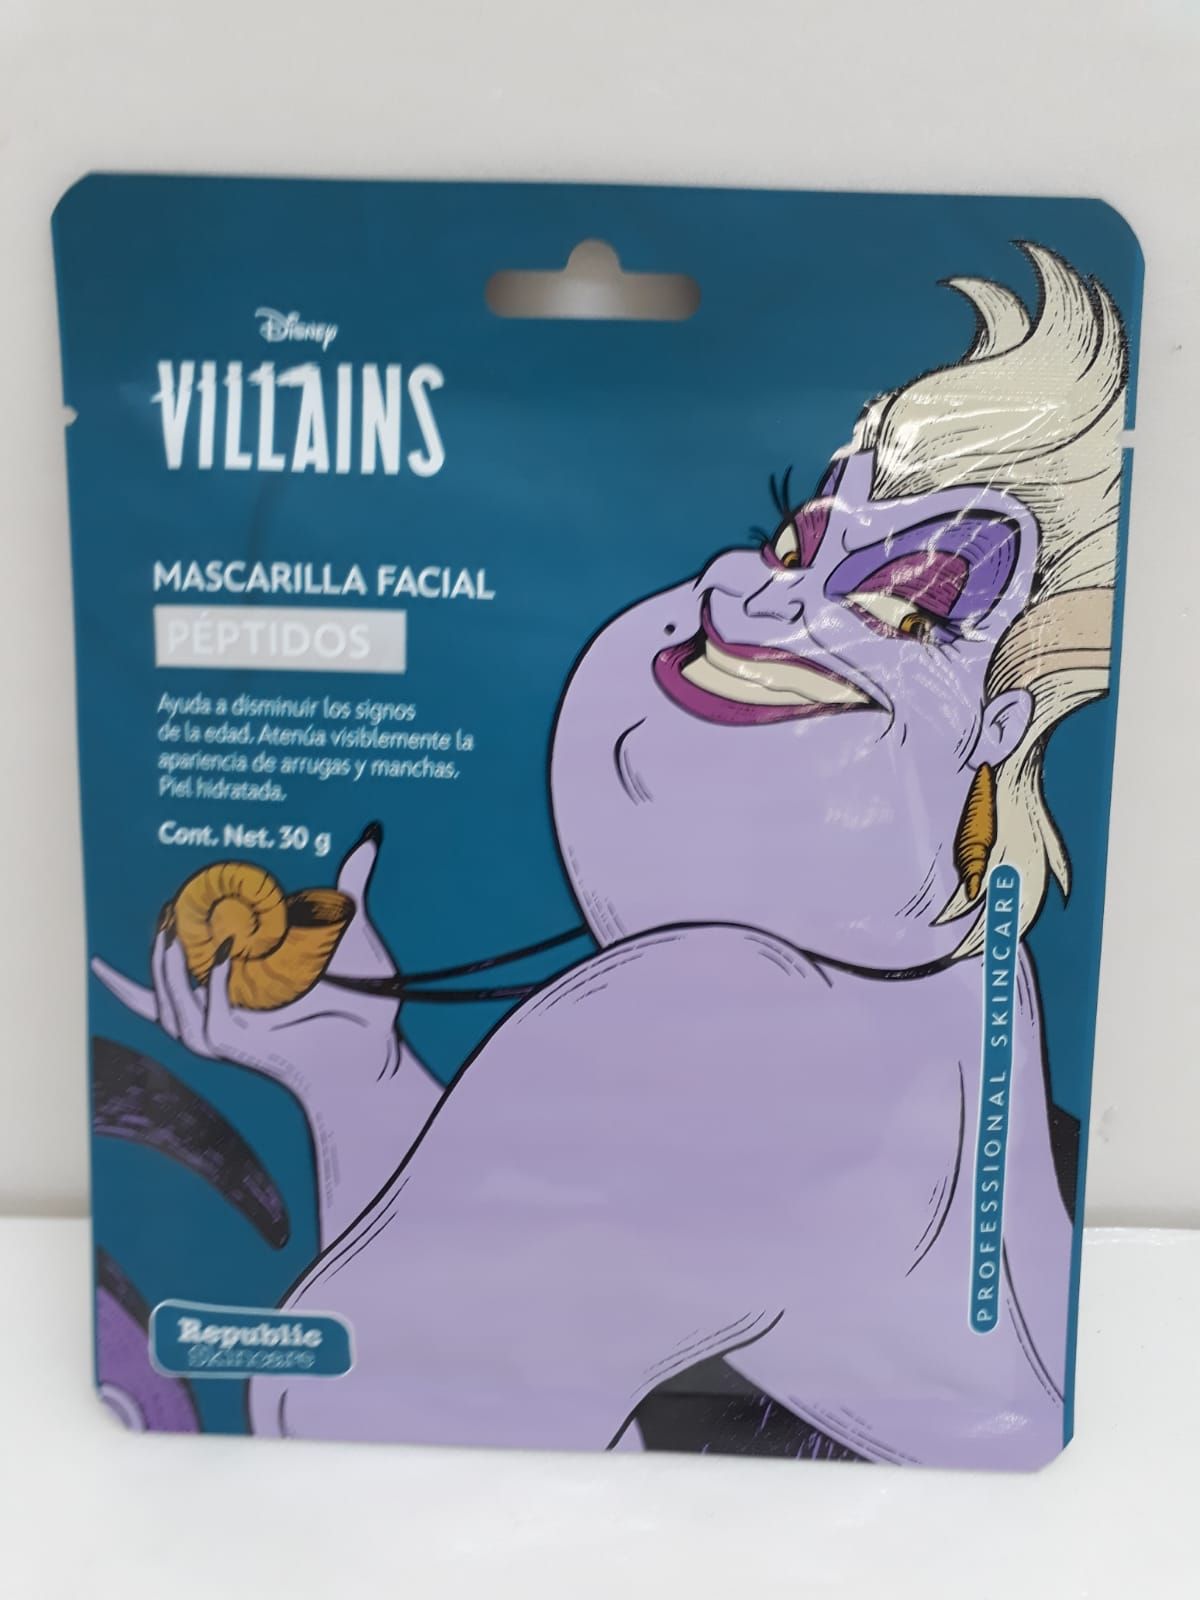 Disney
VILLAINS
MASCARILLA FACIAL
PÉPTIDOS
Ayuda a disminuir los signos
de la edad. Atenúa visiblemente la
apariencia de arrugas y manchas.
Piel hidratada.
Cont. Net. 30 g
PROFESSIONAL SKINCARE
Republic
Skincare